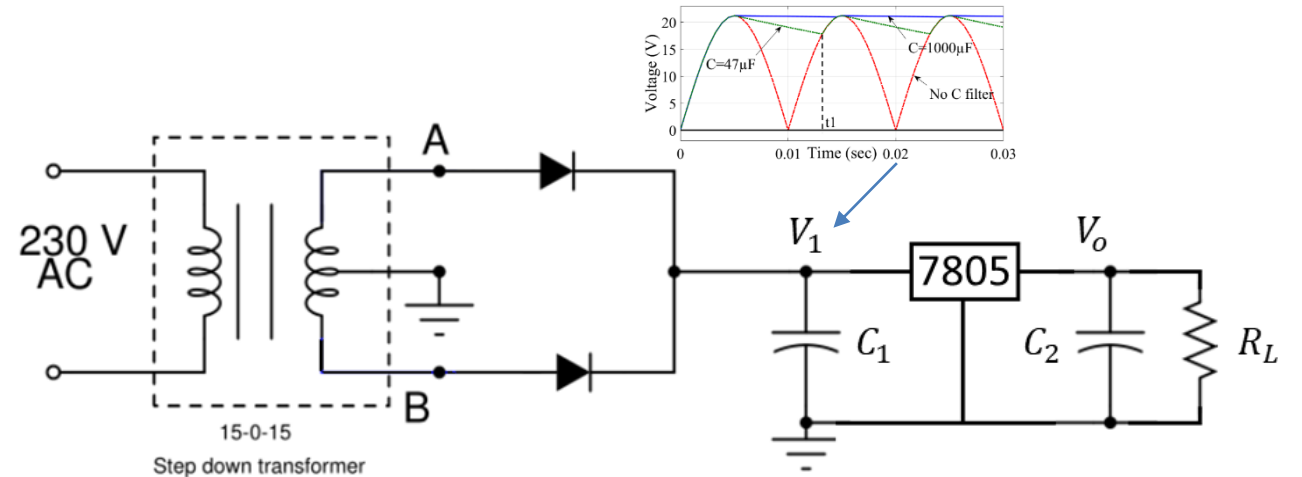 20
15
10
5
0
Voltage (V)
C=47µF
C=1000µF
No C filter
t1
0 0.01 Time (sec) 0.02 0.03
A
230 V
AC
V₁
Vₒ
7805
C₁
C₂
R_L
B
15-0-15
Step down transformer